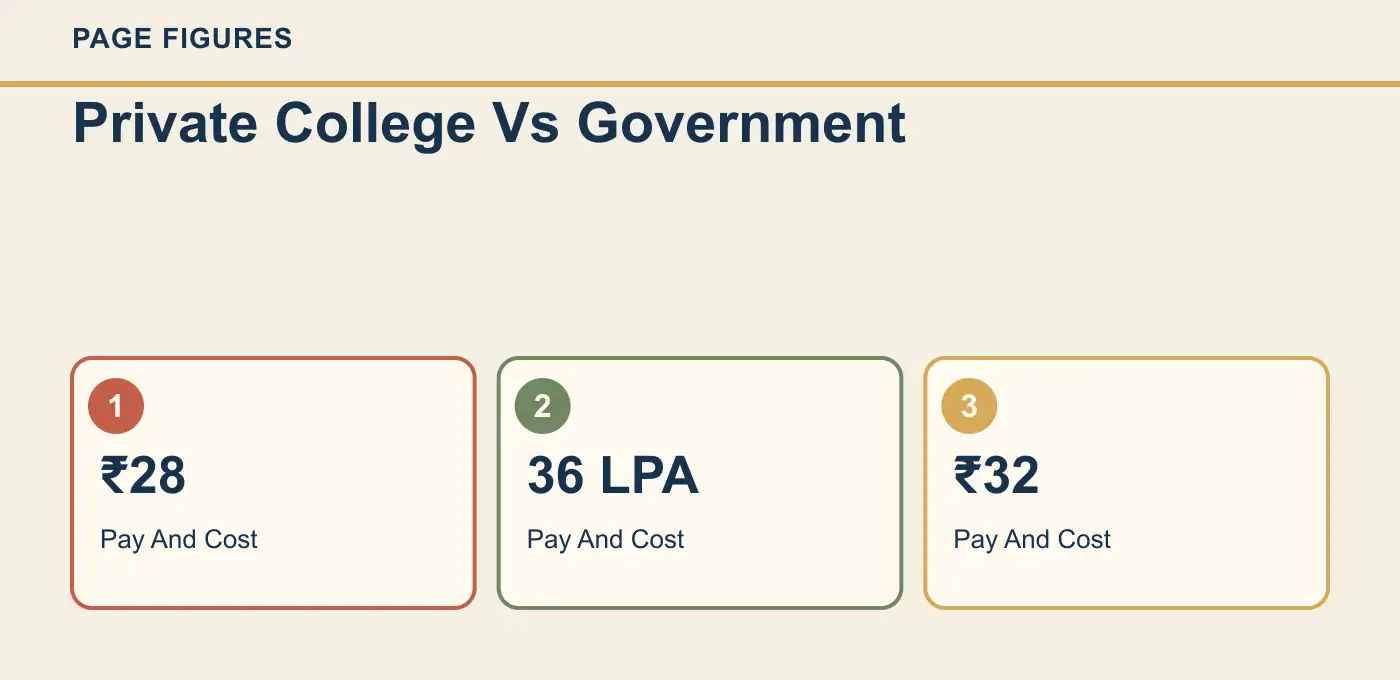 PAGE FIGURES
Private College Vs Government
1
₹28
Pay And Cost
2
36 LPA
Pay And Cost
3
₹32
Pay And Cost